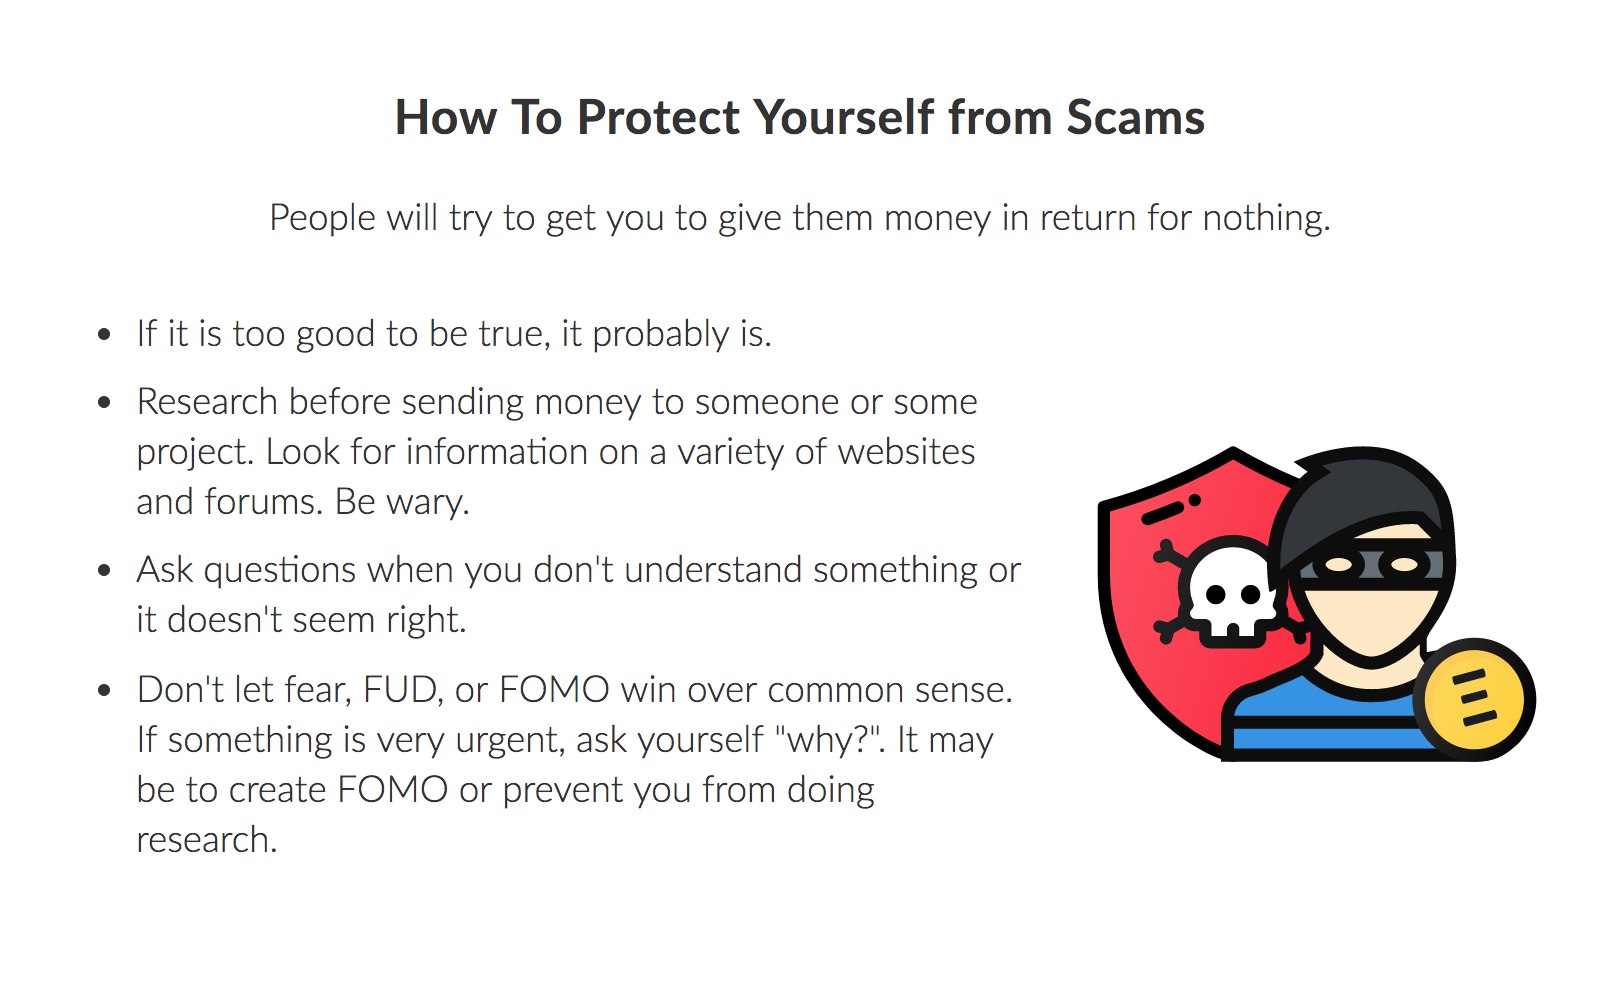 How To Protect Yourself from Scams
People will try to get you to give them money in return for nothing.
• If it is too good to be true, it probably is.
• Research before sending money to someone or some
project. Look for information on a variety of websites
and forums. Be wary.
• Ask questions when you don't understand something or
it doesn't seem right.
• Don't let fear, FUD, or FOMO win over common sense.
If something is very urgent, ask yourself "why?". It may
be to create FOMO or prevent you from doing
research.